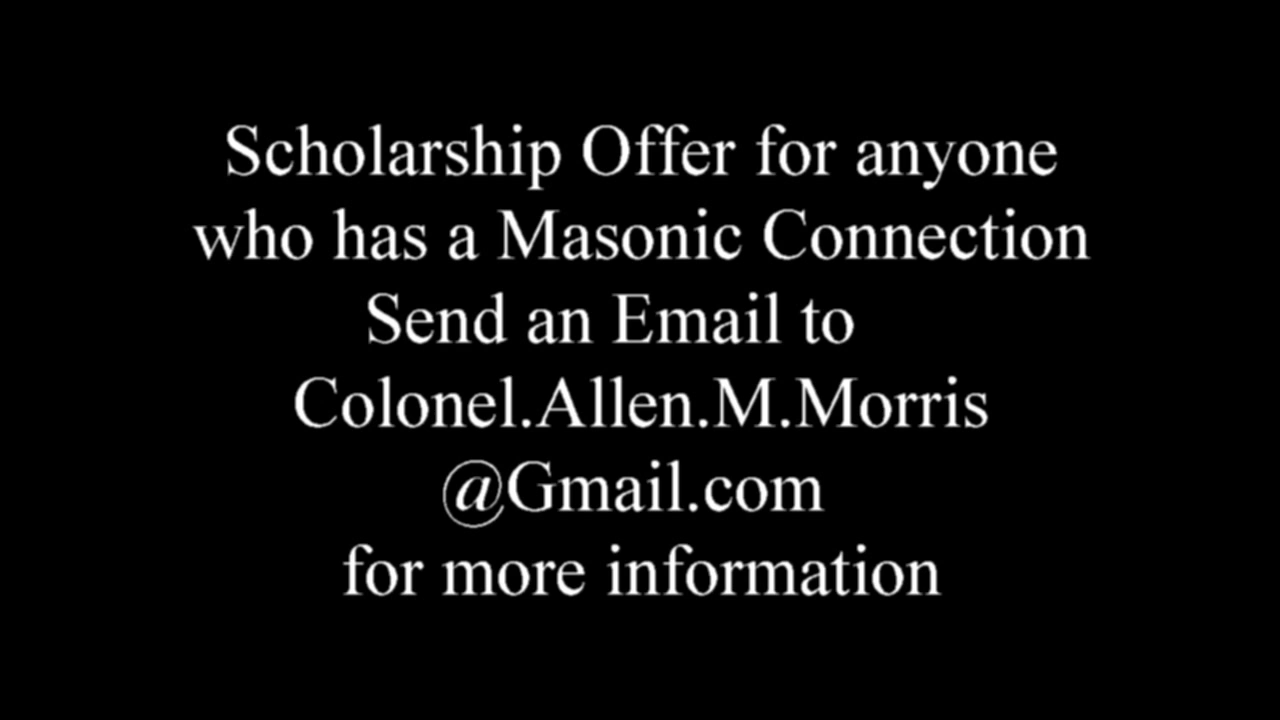 Scholarship Offer for anyone
who has a Masonic Connection
Send an Email to
Colonel.Allen.M.Morris
@Gmail.com
for more information